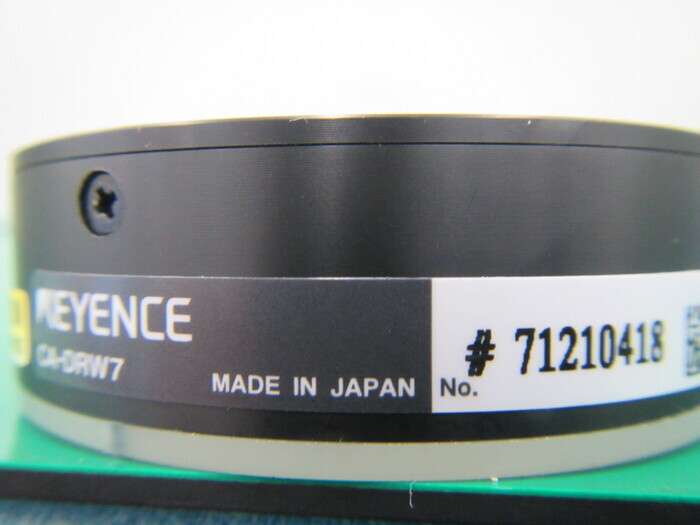 KEYENCE
CA-DRW7
MADE IN JAPAN
No. # 71210418